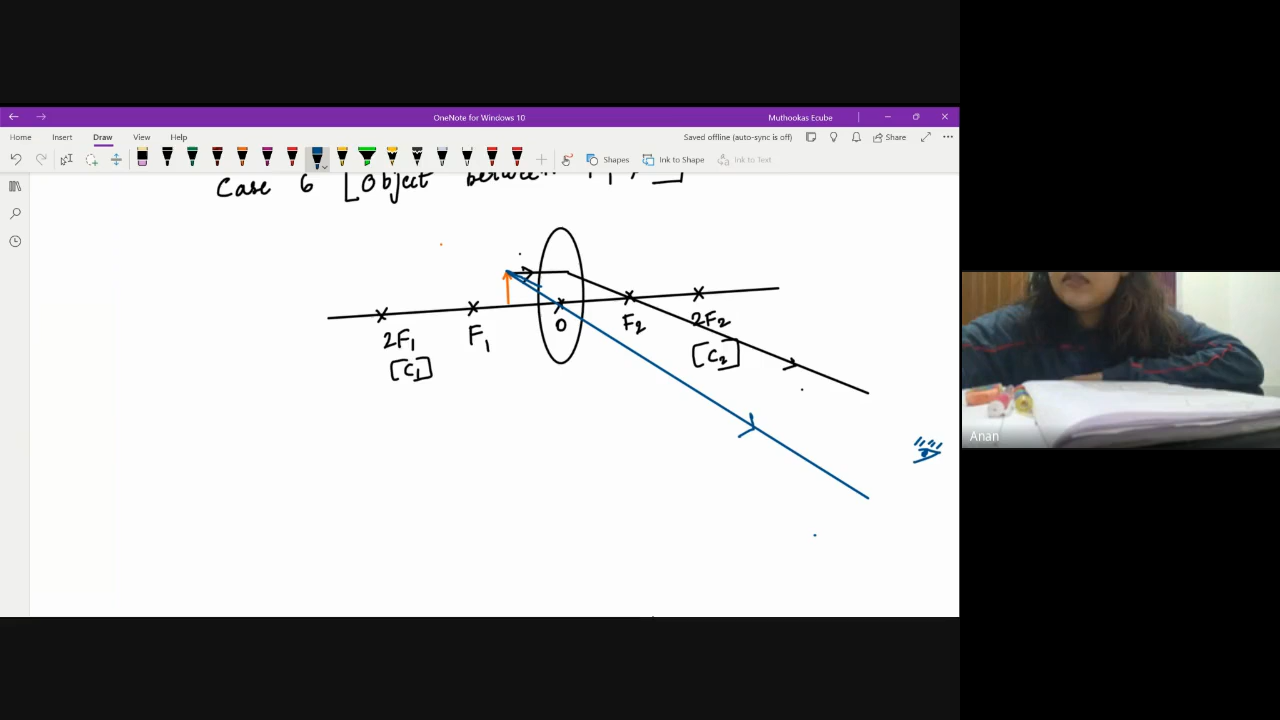 OneNote for Windows 10
Muthookas Ecube
Home Insert Draw View Help
Saved offline (auto-sync is off) Share
Shapes Ink to Shape Ink to Text
Case 6 [Object between
O
F₂
2F₂
2F₁
F₁
[C₂]
[C₁]
Anan